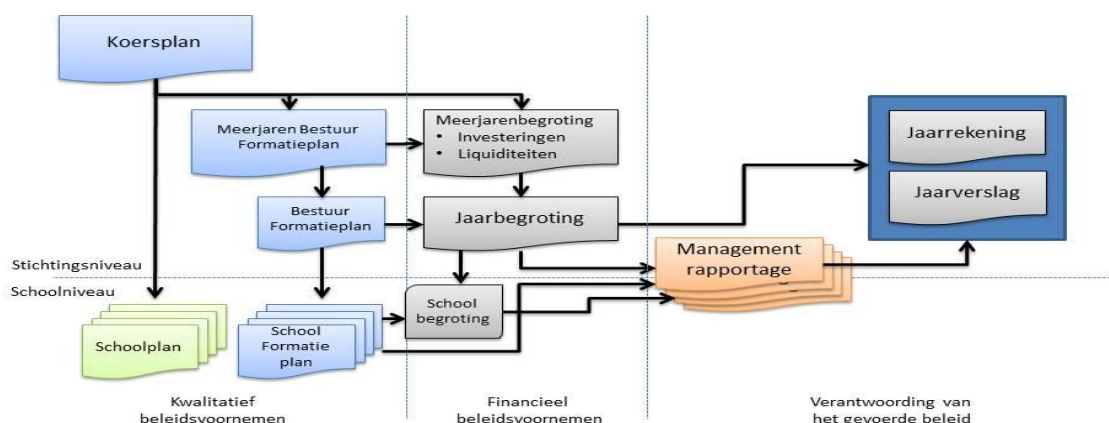 Koersplan
Meerjaren Bestuur
Formatieplan
Meerjarenbegroting
• Investeringen
• Liquiditeiten
Jaarrekening
Jaarverslag
Bestuur
Formatieplan
Jaarbegroting
Management
rapportage
Stichtingsniveau
Schoolniveau
Schoolplan
School
Formatie
plan
School
begroting
Kwalitatief
beleidsvoornemen
Financieel
beleidsvoornemen
Verantwoording van
het gevoerde beleid